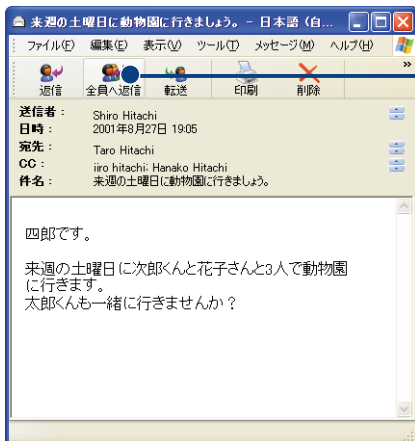 来週の土曜日に動物園に行きましょう。 - 日本語 (自...
ファイル(F) 編集(E) 表示(V) ツール(T) メッセージ(M) ヘルプ(H)
返信 全員へ返信 転送 印刷 削除 »
送信者： Shiro Hitachi
日時： 2001年8月27日 19:05
宛先： Taro Hitachi
CC： iiro hitachi; Hanako Hitachi
件名： 来週の土曜日に動物園に行きましょう。
四郎です。
来週の土曜日に次郎くんと花子さんと3人で動物園
に行きます。
太郎くんも一緒に行きませんか？